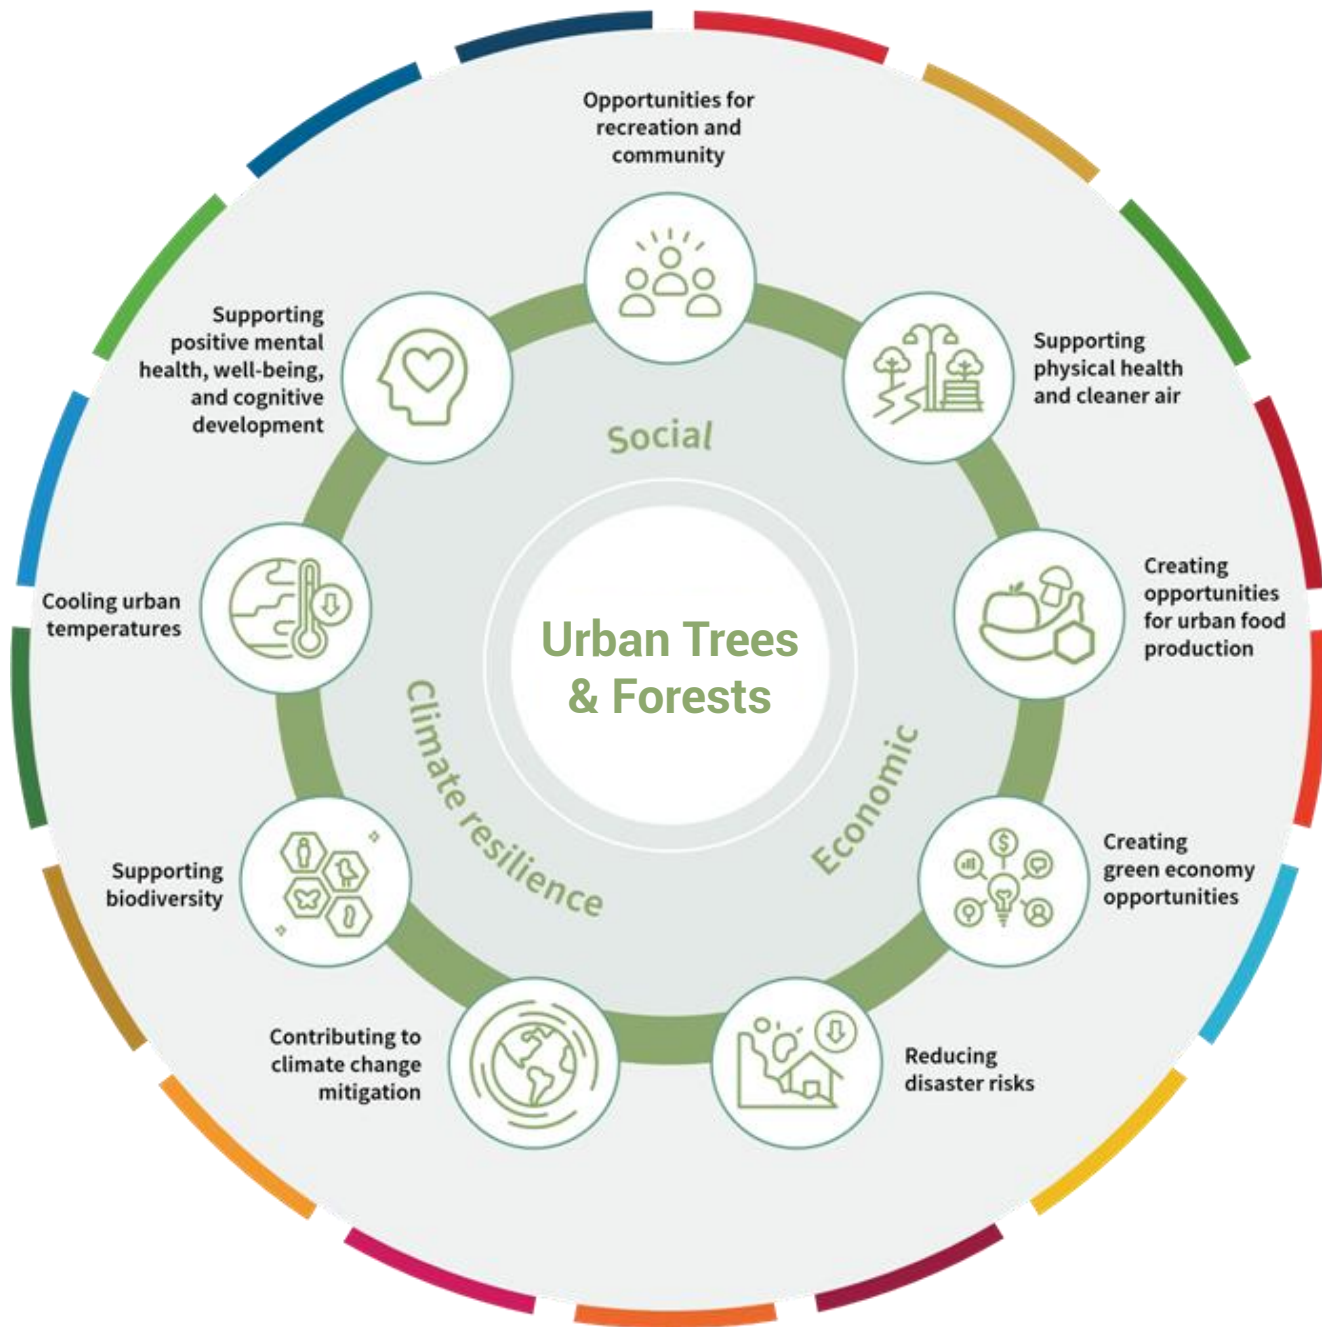 Opportunities for
recreation and
community
Supporting
physical health
and cleaner air
Creating
opportunities
for urban food
production
Creating
green economy
opportunities
Reducing
disaster risks
Contributing to
climate change
mitigation
Supporting
biodiversity
Cooling urban
temperatures
Supporting
positive mental
health, well-being,
and cognitive
development
Social
Economic
Climate resilience
Urban Trees
& Forests
$